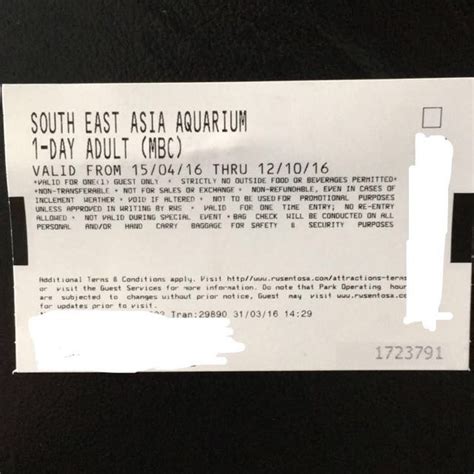 SOUTH EAST ASIA AQUARIUM
1-DAY ADULT (MBC)
VALID FROM 15/04/16 THRU 12/10/16
*VALID FOR ONE(1) GUEST ONLY * STRICTLY NO OUTSIDE FOOD OR BEVERAGES PERMITTED*
*NON-TRANSFERABLE * NOT FOR SALES OR EXCHANGE * NON-REFUNDABLE, EVEN IN CASES OF
INCLEMENT WEATHER * VOID IF ALTERED * NOT TO BE USED FOR PROMOTIONAL PURPOSES
UNLESS APPROVED IN WRITING BY RWS * VALID FOR ONE TIME ENTRY; NO RE-ENTRY
ALLOWED * NOT VALID DURING SPECIAL EVENT * BAG CHECK WILL BE CONDUCTED ON ALL
PERSONAL AND/OR HAND CARRY BAGGAGE FOR SAFETY & SECURITY PURPOSES
Additional Terms & Conditions apply. Visit http//www.rwsentosa.com/attractions-terms
or visit the Guest Services for more information. Do note that Park Operating hour
are subjected to changes without prior notice, Guest may visit www.rwsentosa.co
for updates prior to visit.
Tran:29890 31/03/16 14:29
1723791